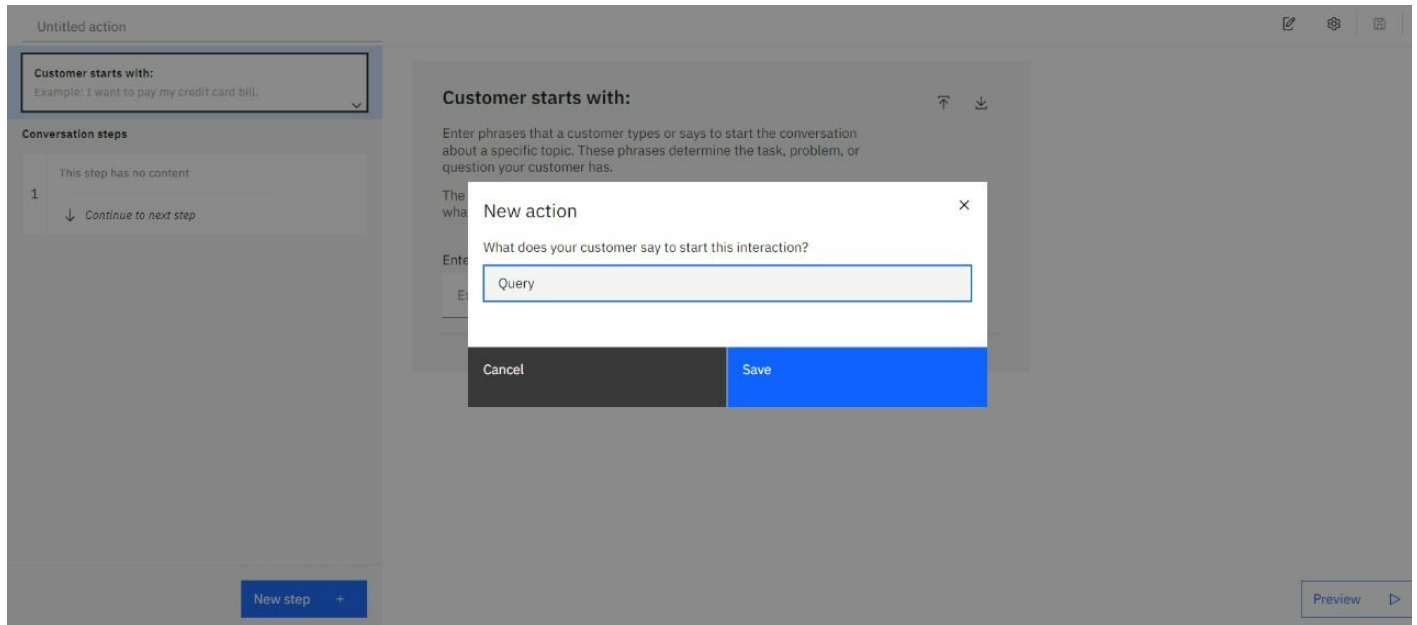 Untitled action
Customer starts with:
Example: I want to pay my credit card bill.
Conversation steps
1
This step has no content
Continue to next step
New step +
Customer starts with:
Enter phrases that a customer types or says to start the conversation
about a specific topic. These phrases determine the task, problem, or
question your customer has.
The
New action
What does your customer say to start this interaction?
Query
Cancel
Save
Preview